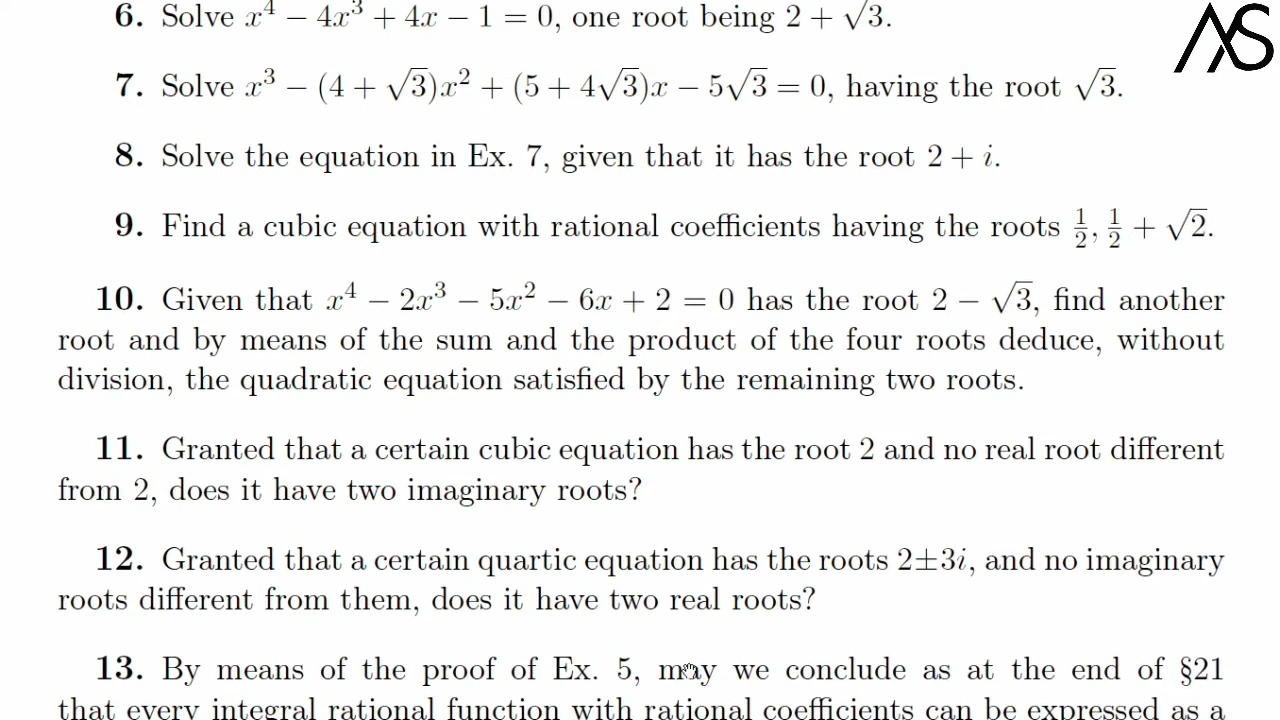 6. Solve x⁴ − 4x³ + 4x − 1 = 0, one root being 2 + √3.
7. Solve x³ − (4 + √3)x² + (5 + 4√3)x − 5√3 = 0, having the root √3.
8. Solve the equation in Ex. 7, given that it has the root 2 + i.
9. Find a cubic equation with rational coefficients having the roots 1/2, 1/2 + √2.
10. Given that x⁴ − 2x³ − 5x² − 6x + 2 = 0 has the root 2 − √3, find another
root and by means of the sum and the product of the four roots deduce, without
division, the quadratic equation satisfied by the remaining two roots.
11. Granted that a certain cubic equation has the root 2 and no real root different
from 2, does it have two imaginary roots?
12. Granted that a certain quartic equation has the roots 2±3i, and no imaginary
roots different from them, does it have two real roots?
13. By means of the proof of Ex. 5, may we conclude as at the end of §21
that every integral rational function with rational coefficients can be expressed as a